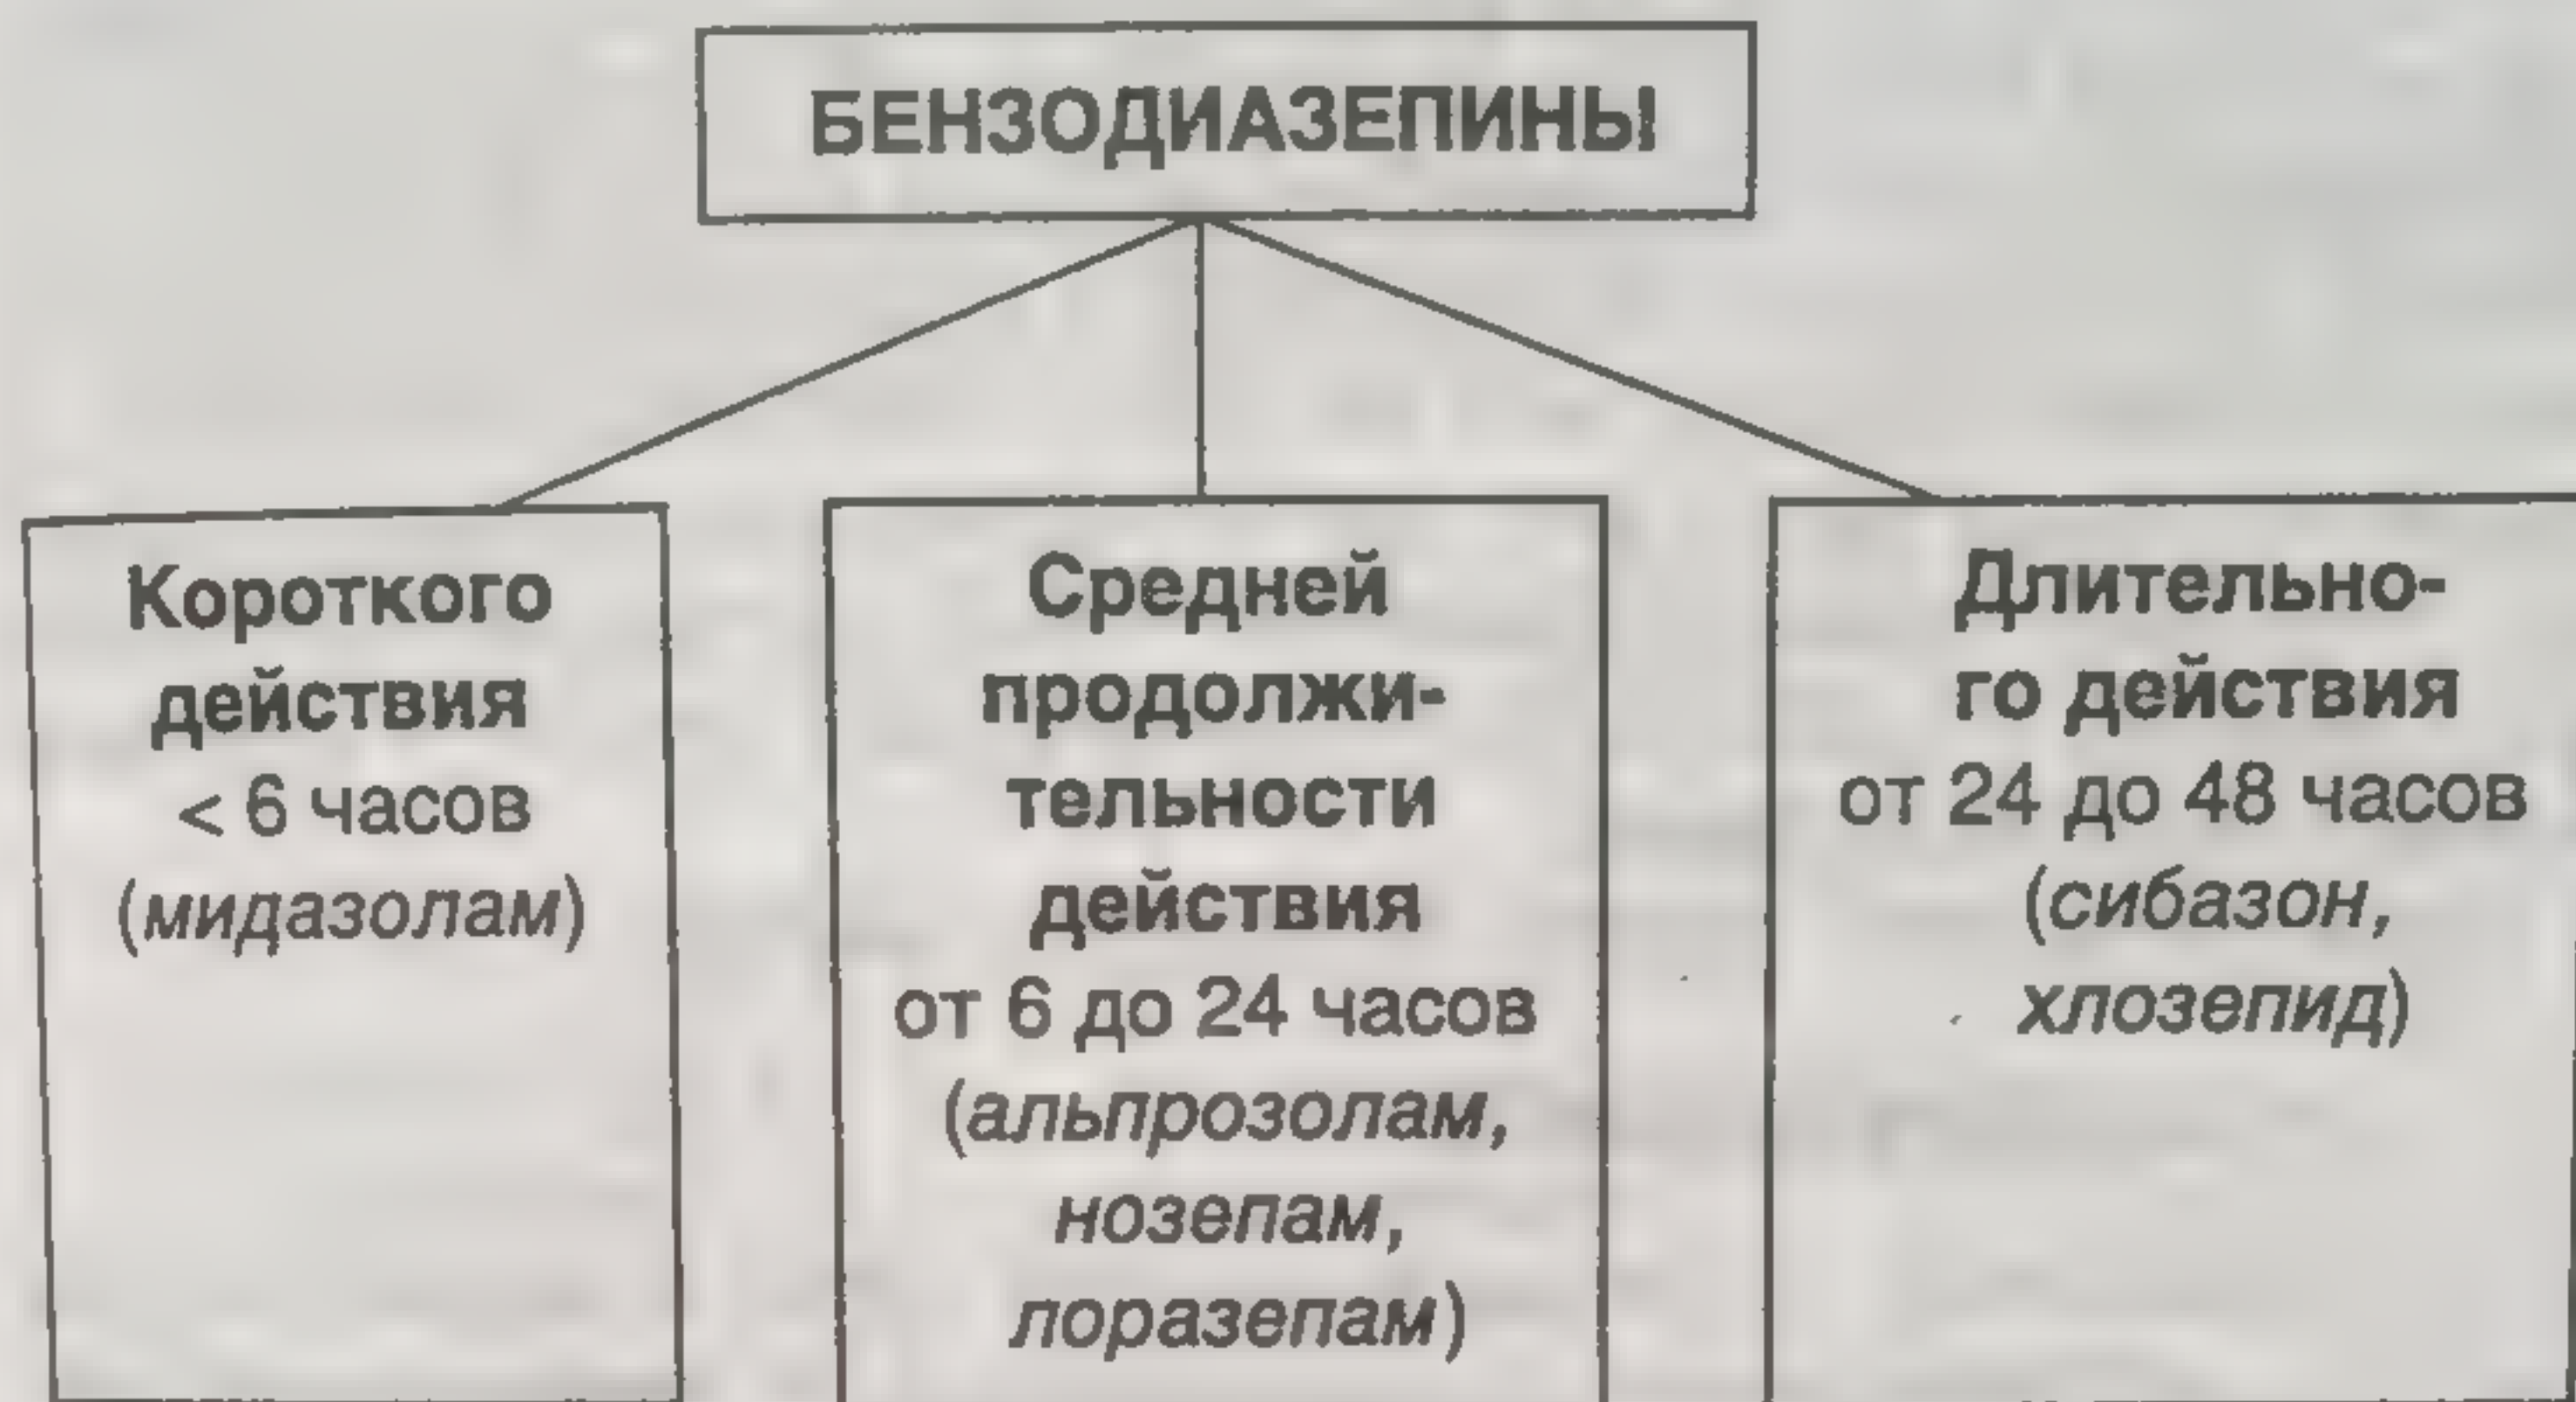 БЕНЗОДИАЗЕПИНЫ
Короткого
действия
< 6 часов
(мидазолам)
Средней
продолжи-
тельности
действия
от 6 до 24 часов
(альпрозолам,
нозепам,
лоразепам)
Длительно-
го действия
от 24 до 48 часов
(сибазон,
хлозепид)